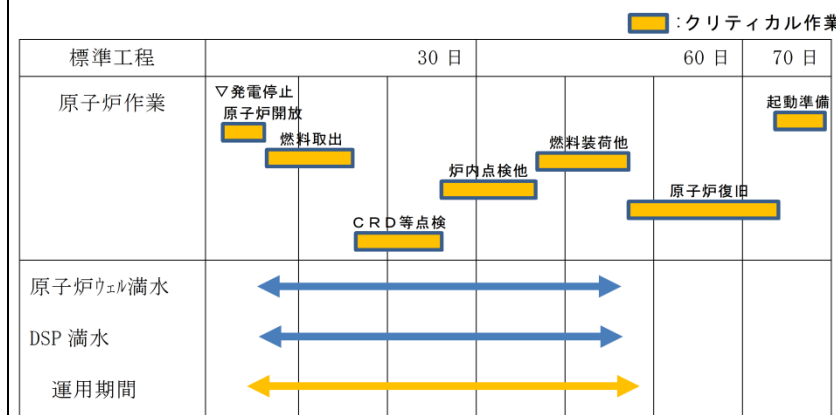 :クリティカル作業
標準工程 30 日 60 日 70 日
原子炉作業
▽発電停止
原子炉開放
燃料取出
CRD等点検
炉内点検他
燃料装荷他
原子炉復旧
起動準備
原子炉ウェル満水
DSP 満水
運用期間